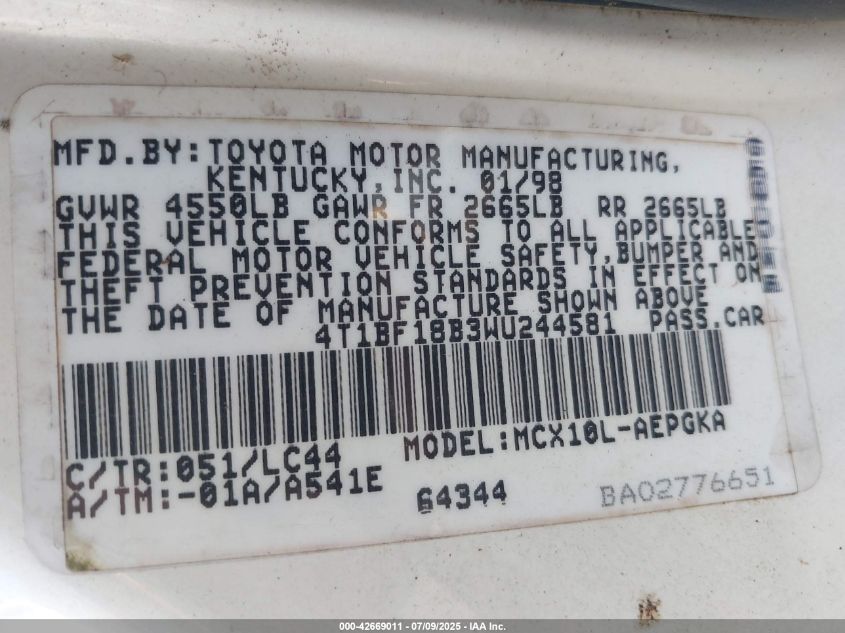 MFD.BY:TOYOTA MOTOR MANUFACTURING,
KENTUCKY,INC. 01/98
GVWR 4550LB GAWR FR 2665LB RR 2665LB
THIS VEHICLE CONFORMS TO ALL APPLICABLE
FEDERAL MOTOR VEHICLE SAFETY,BUMPER AND
THEFT PREVENTION STANDARDS IN EFFECT ON
THE DATE OF MANUFACTURE SHOWN ABOVE
4T1BF18B3WU244581 PASS.CAR
C/TR:051/LC44 MODEL:MCX10L-AEPGKA
A/TM:-01A/A541E 64344 BA02776651
000-42669011 - 07/09/2025 - IAA Inc.